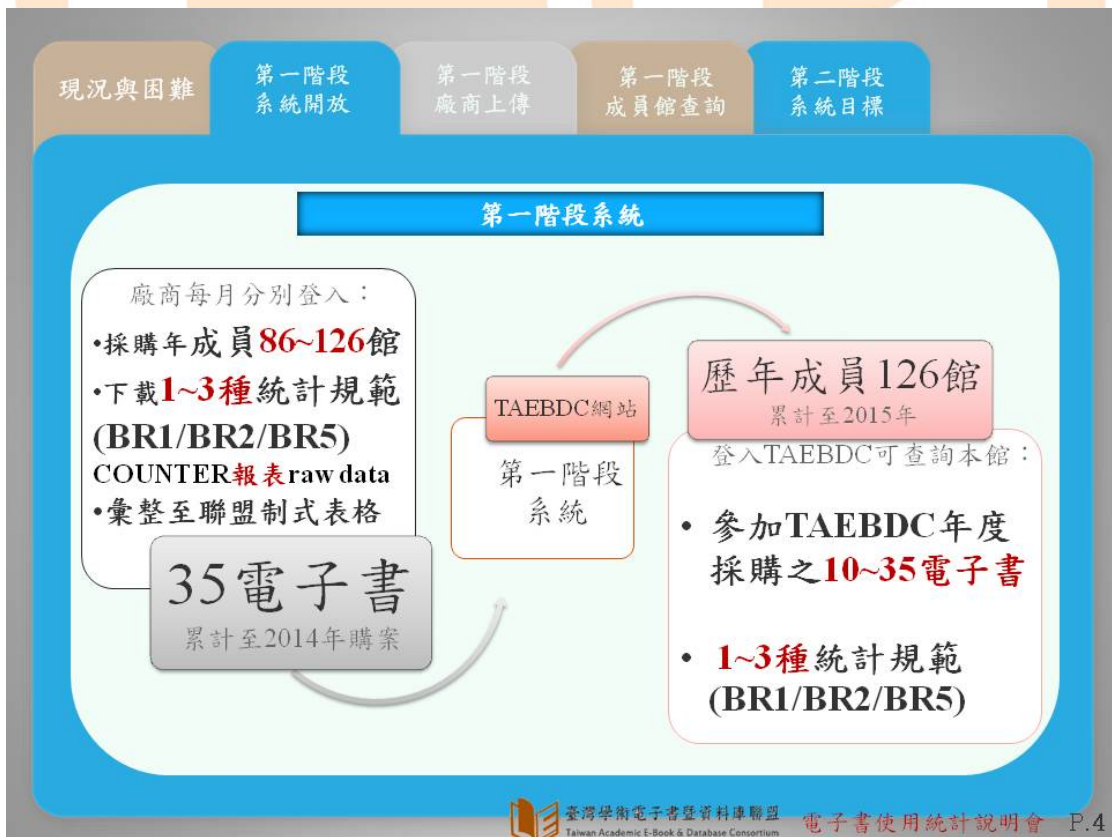 現況與困難
第一階段
系統開放
第一階段
廠商上傳
第一階段
成員館查詢
第二階段
系統目標
第一階段系統
廠商每月分別登入：
•採購年成員86~126館
•下載1~3種統計規範
(BR1/BR2/BR5)
COUNTER報表raw data
•彙整至聯盟制式表格
35電子書
累計至2014年購案
TAEBDC網站
第一階段
系統
歷年成員126館
累計至2015年
登入TAEBDC可查詢本館：
• 參加TAEBDC年度
採購之10~35電子書
• 1~3種統計規範
(BR1/BR2/BR5)
臺灣學術電子書暨資料庫聯盟
Taiwan Academic E-Book & Database Consortium
電子書使用統計說明會 P.4